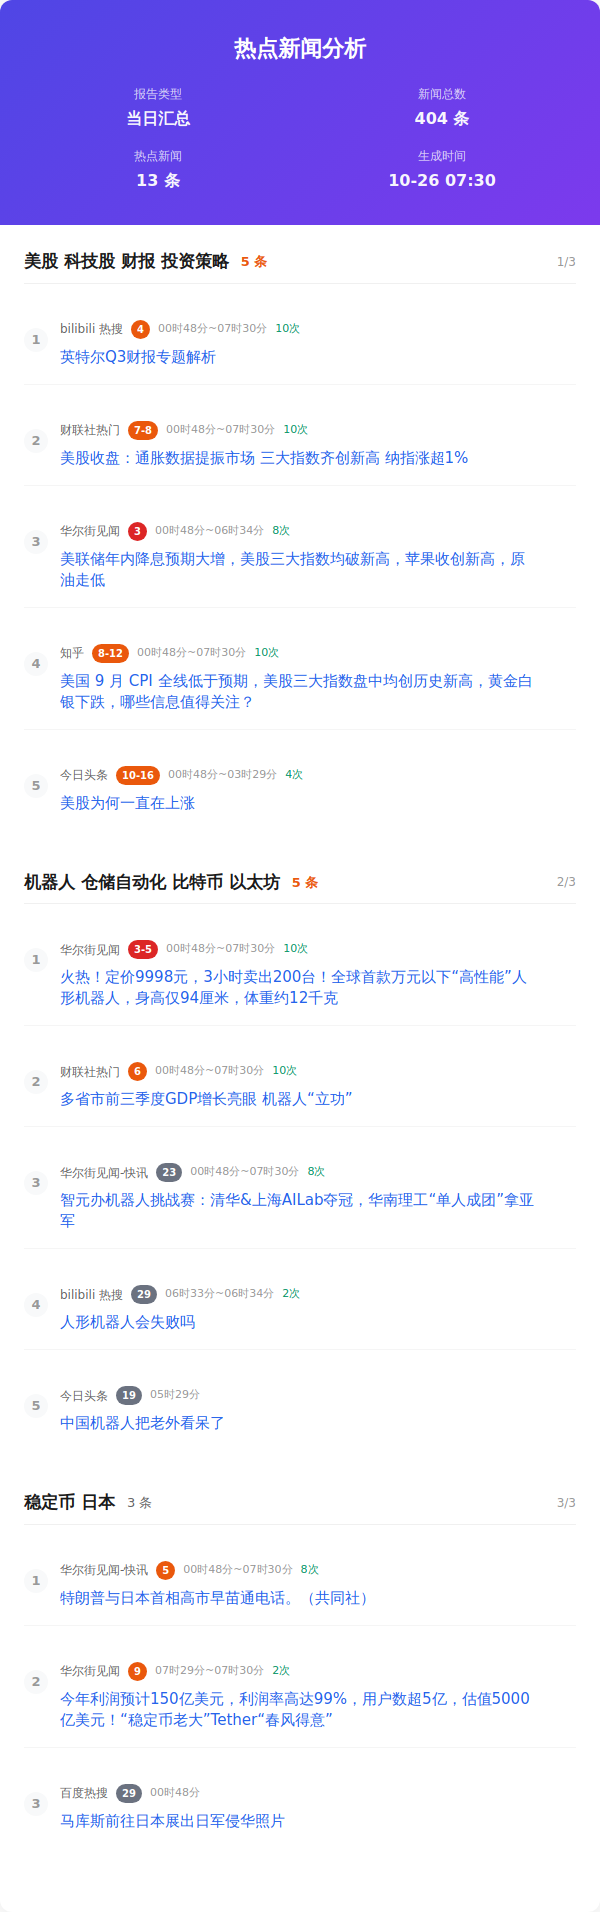 热点新闻分析
报告类型
新闻总数
当日汇总
404 条
热点新闻
生成时间
13 条
10-26 07:30
美股 科技股 财报 投资策略 5 条 1/3
1 bilibili 热搜 4 00时48分~07时30分 10次
英特尔Q3财报专题解析
2 财联社热门 7-8 00时48分~07时30分 10次
美股收盘：通胀数据提振市场 三大指数齐创新高 纳指涨超1%
3 华尔街见闻 3 00时48分~06时34分 8次
美联储年内降息预期大增，美股三大指数均破新高，苹果收创新高，原
油走低
4 知乎 8-12 00时48分~07时30分 10次
美国 9 月 CPI 全线低于预期，美股三大指数盘中均创历史新高，黄金白
银下跌，哪些信息值得关注？
5 今日头条 10-16 00时48分~03时29分 4次
美股为何一直在上涨
机器人 仓储自动化 比特币 以太坊 5 条 2/3
1 华尔街见闻 3-5 00时48分~07时30分 10次
火热！定价9998元，3小时卖出200台！全球首款万元以下“高性能”人
形机器人，身高仅94厘米，体重约12千克
2 财联社热门 6 00时48分~07时30分 10次
多省市前三季度GDP增长亮眼 机器人“立功”
3 华尔街见闻-快讯 23 00时48分~07时30分 8次
智元办机器人挑战赛：清华&上海AILab夺冠，华南理工“单人成团”拿亚
军
4 bilibili 热搜 29 06时33分~06时34分 2次
人形机器人会失败吗
5 今日头条 19 05时29分
中国机器人把老外看呆了
稳定币 日本 3 条 3/3
1 华尔街见闻-快讯 5 00时48分~07时30分 8次
特朗普与日本首相高市早苗通电话。（共同社）
2 华尔街见闻 9 07时29分~07时30分 2次
今年利润预计150亿美元，利润率高达99%，用户数超5亿，估值5000
亿美元！“稳定币老大”Tether“春风得意”
3 百度热搜 29 00时48分
马库斯前往日本展出日军侵华照片